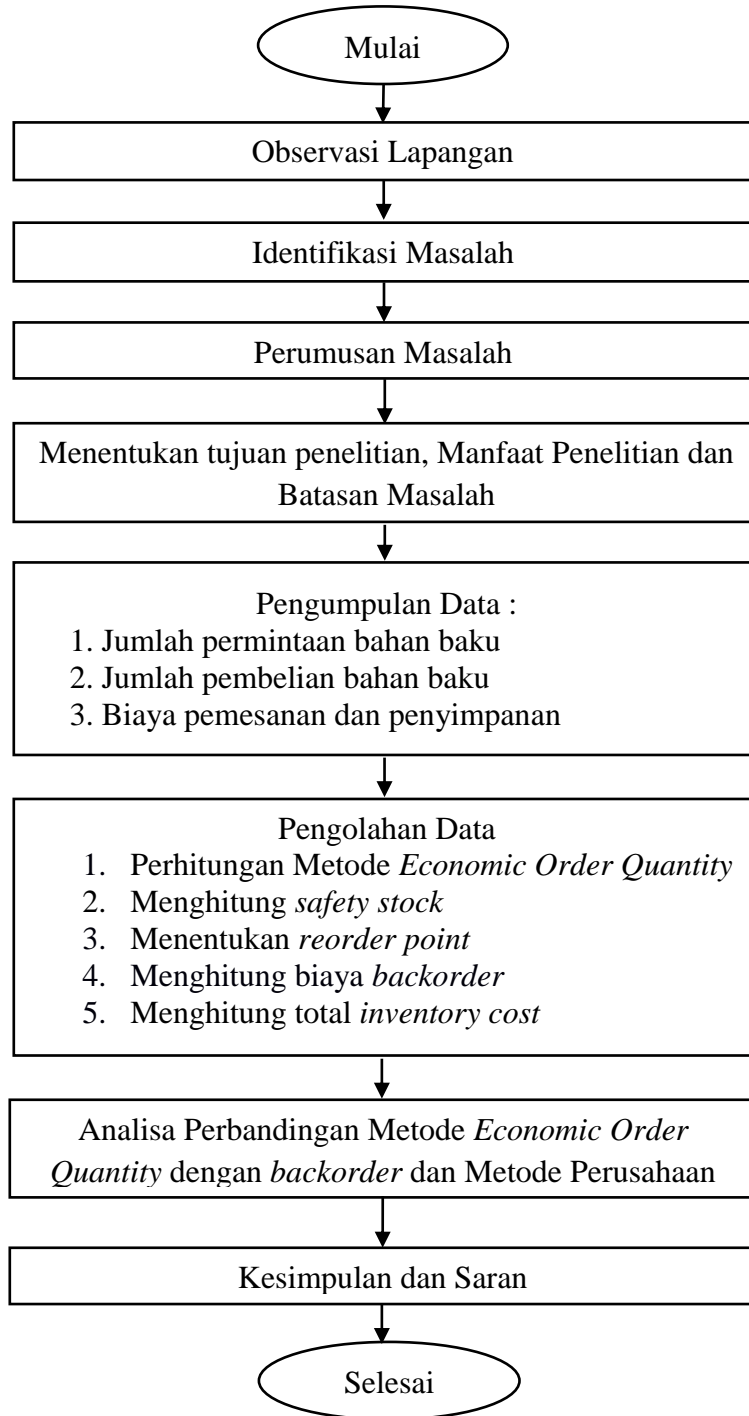 Mulai
Observasi Lapangan
Identifikasi Masalah
Perumusan Masalah
Menentukan tujuan penelitian, Manfaat Penelitian dan
Batasan Masalah
Pengumpulan Data :
1. Jumlah permintaan bahan baku
2. Jumlah pembelian bahan baku
3. Biaya pemesanan dan penyimpanan
Pengolahan Data
1. Perhitungan Metode Economic Order Quantity
2. Menghitung safety stock
3. Menentukan reorder point
4. Menghitung biaya backorder
5. Menghitung total inventory cost
Analisa Perbandingan Metode Economic Order
Quantity dengan backorder dan Metode Perusahaan
Kesimpulan dan Saran
Selesai